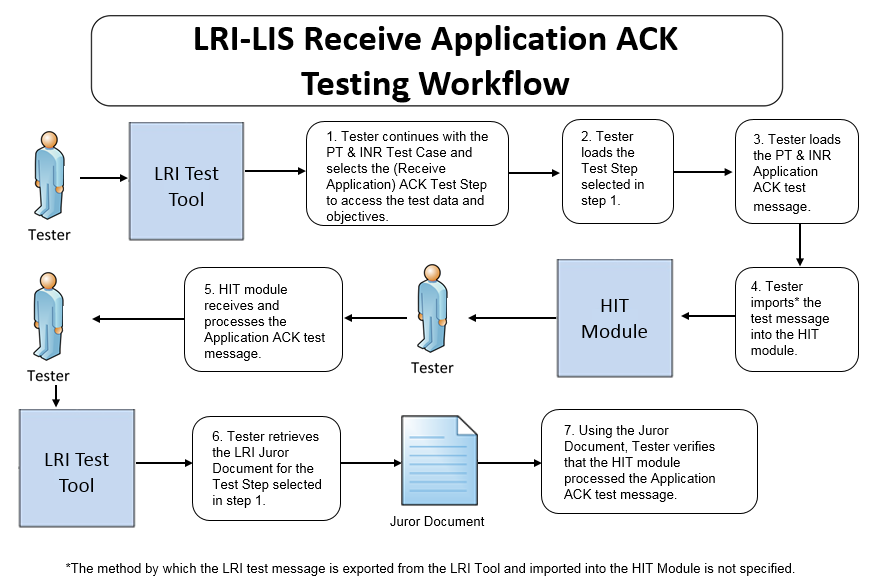 LRI-LIS Receive Application ACK
Testing Workflow
Tester
LRI Test
Tool
1. Tester continues with the
PT & INR Test Case and
selects the (Receive
Application) ACK Test Step
to access the test data and
objectives.
2. Tester
loads the
Test Step
selected in
step 1.
3. Tester loads
the PT & INR
Application
ACK test
message.
4. Tester
imports* the
test message
into the HIT
module.
HIT
Module
Tester
5. HIT module
receives and
processes the
Application ACK test
message.
Tester
LRI Test
Tool
6. Tester retrieves
the LRI Juror
Document for the
Test Step selected
in step 1.
Juror Document
7. Using the Juror
Document, Tester verifies
that the HIT module
processed the Application
ACK test message.
*The method by which the LRI test message is exported from the LRI Tool and imported into the HIT Module is not specified.